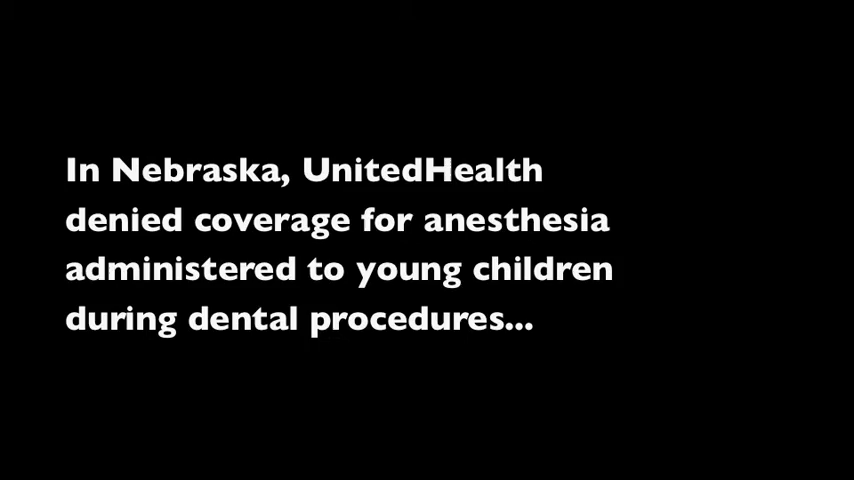 In Nebraska, UnitedHealth
denied coverage for anesthesia
administered to young children
during dental procedures...